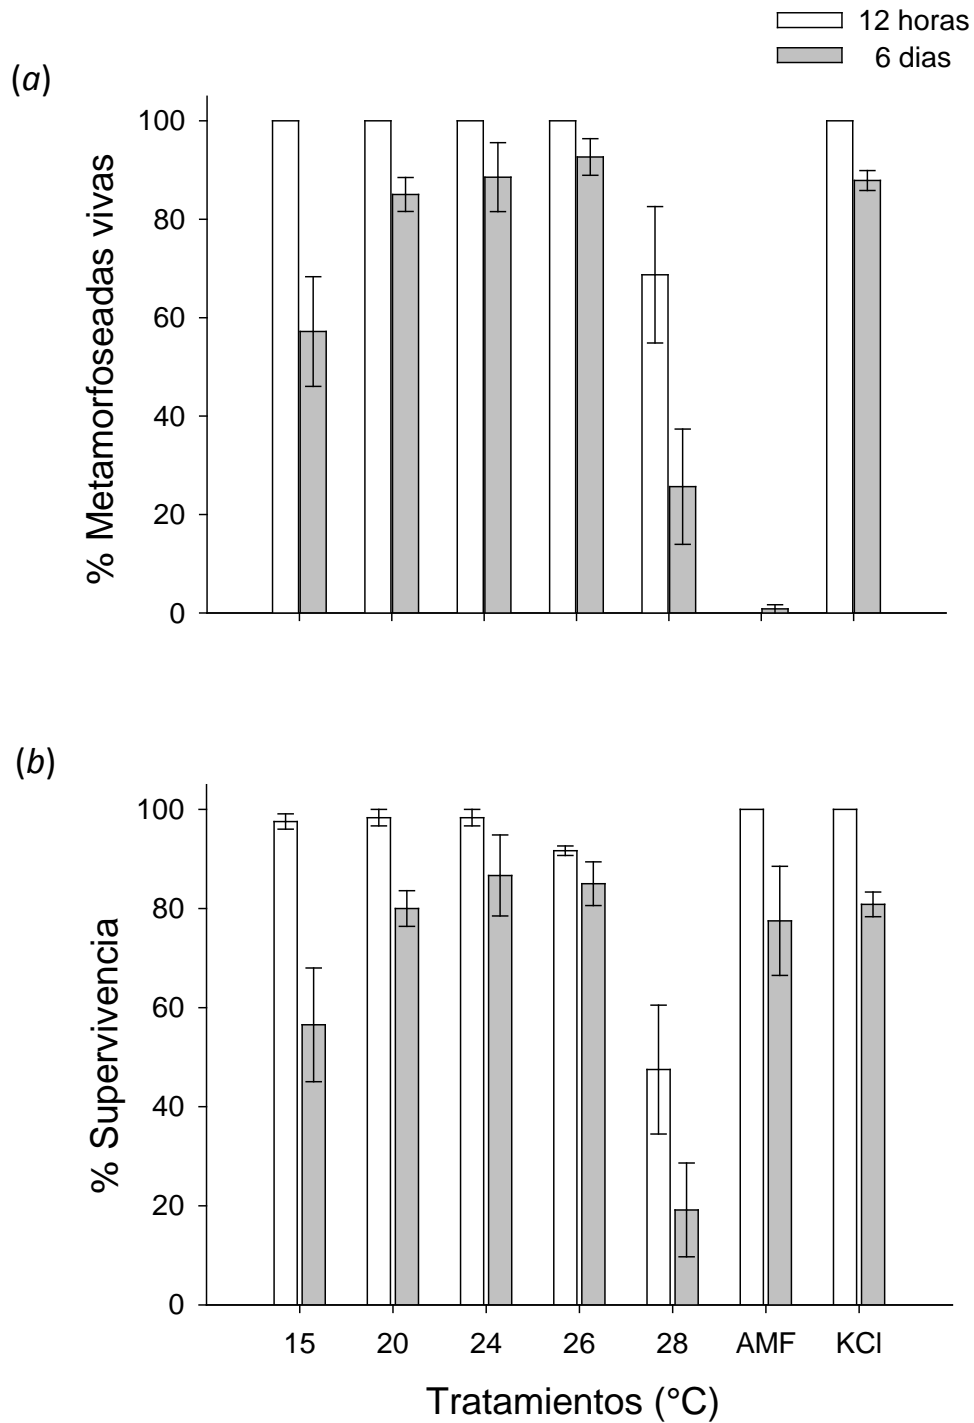 12 horas
6 dias
(a)
% Metamorfoseadas vivas
100
80
60
40
20
0
(b)
% Supervivencia
100
80
60
40
20
0
15 20 24 26 28 AMF KCl
Tratamientos (°C)